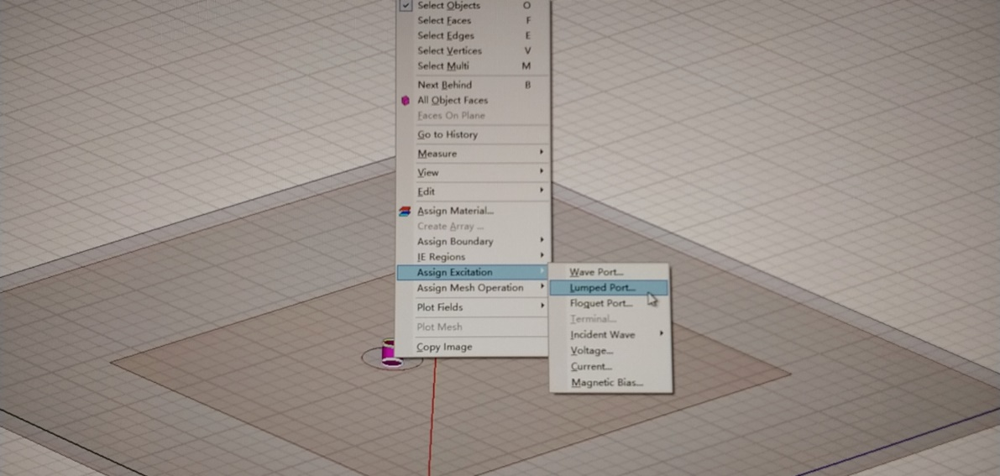 Select Objects O
Select Faces F
Select Edges E
Select Vertices V
Select Multi M
Next Behind B
All Object Faces
Faces On Plane
Go to History
Measure
View
Edit
Assign Material...
Create Array ...
Assign Boundary
IE Regions
Assign Excitation
Assign Mesh Operation
Plot Fields
Plot Mesh
Copy Image
Wave Port...
Lumped Port...
Floquet Port...
Terminal...
Incident Wave
Voltage...
Current...
Magnetic Bias...